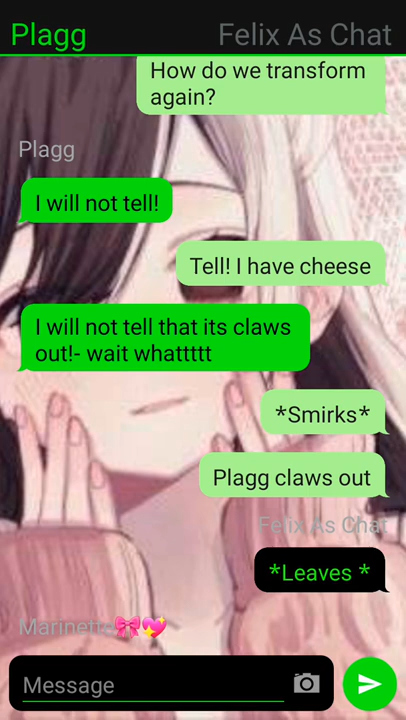 Plagg Felix As Chat
How do we transform
again?
Plagg
I will not tell!
Tell! I have cheese
I will not tell that its claws
out!- wait whattttt
*Smirks*
Plagg claws out
Felix As Chat
*Leaves *
Marinette🎀💖
Message